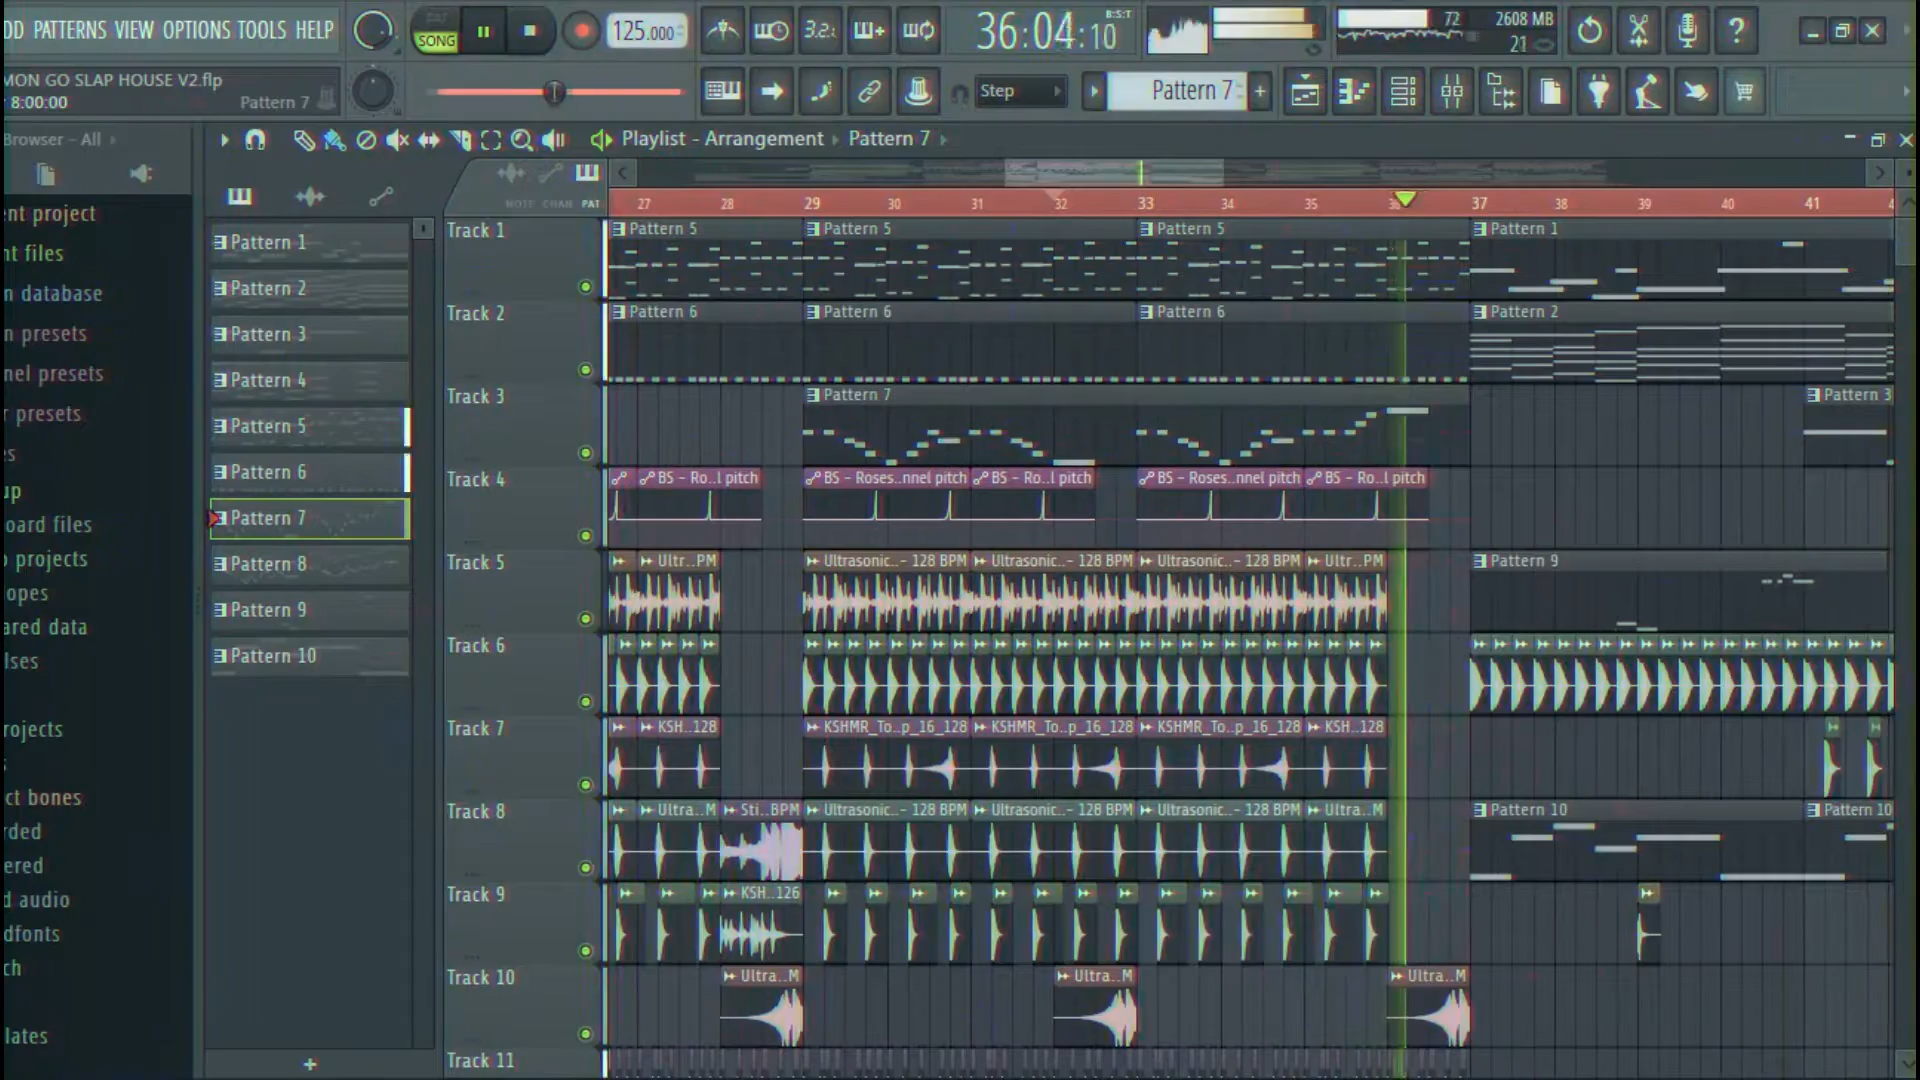 DD PATTERNS VIEW OPTIONS TOOLS HELP
PAT
SONG
125.000
3.2.
36:04:10
B:S:T
72
2608 MB
21
?
MON GO SLAP HOUSE V2.flp
8:00:00
Pattern 7
Step
Pattern 7
+
Browser - All
Playlist - Arrangement
Pattern 7
NOTE CHAN PAT
27 28 29 30 31 32 33 34 35 36 37 38 39 40 41 4
ent project
nt files
n database
n presets
nel presets
r presets
es
up
oard files
o projects
opes
ared data
lses
rojects
s
ct bones
rded
ered
d audio
dfonts
ch
lates
Pattern 1
Pattern 2
Pattern 3
Pattern 4
Pattern 5
Pattern 6
Pattern 7
Pattern 8
Pattern 9
Pattern 10
+
Track 1
Pattern 5 Pattern 5 Pattern 5 Pattern 1
Track 2
Pattern 6 Pattern 6 Pattern 6 Pattern 2
Track 3
Pattern 7 Pattern 3
Track 4
BS - Ro..l pitch BS - Roses..nnel pitch BS - Ro..l pitch BS - Roses..nnel pitch BS - Ro..l pitch
Track 5
Ultr..PM Ultrasonic..- 128 BPM Ultrasonic..- 128 BPM Ultrasonic..- 128 BPM Ultr..PM Pattern 9
Track 6
Track 7
KSH..128 KSHMR_To..p_16_128 KSHMR_To..p_16_128 KSHMR_To..p_16_128 KSH..128
Track 8
Ultra..M Sti..BPM Ultrasonic..- 128 BPM Ultrasonic..- 128 BPM Ultrasonic..- 128 BPM Ultra..M Pattern 10 Pattern 10
Track 9
KSH..126
Track 10
Ultra..M Ultra..M Ultra..M
Track 11